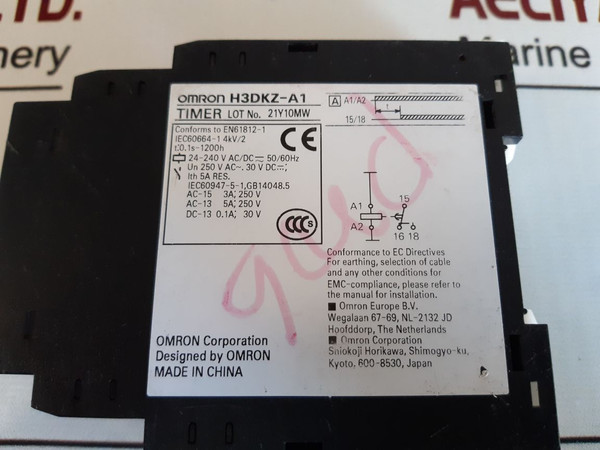 RINE LTD.
nery
AEETIY
Marine
OMRON H3DKZ-A1
TIMER LOT No. 21Y10MW
Conforms to EN61812-1
IEC60664-1 4kV/2
t:0.1s-1200h
24-240 V AC/DC 50/60Hz
Un 250 V AC~. 30 V DC
Ith 5A RES.
IEC60947-5-1,GB14048.5
AC-15 3A, 250 V
AC-13 5A, 250 V
DC-13 0.1A, 30 V
CE
CCC S
A A1/A2
t
15/18
A1
A2
15
16 18
good
Conformance to EC Directives
For earthing, selection of cable
and any other conditions for
EMC-compliance, please refer to
the manual for installation.
■ Omron Europe B.V.
Wegalaan 67-69, NL-2132 JD
Hoofddorp, The Netherlands
■ Omron Corporation
Shiokoji Horikawa, Shimogyo-ku,
Kyoto, 600-8530, Japan
OMRON Corporation
Designed by OMRON
MADE IN CHINA